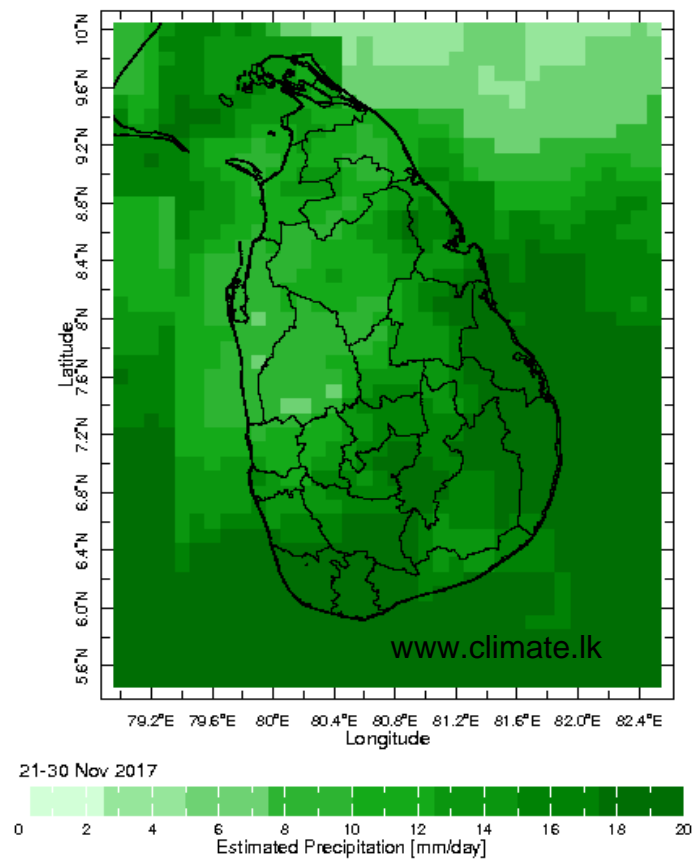 10°N
9.6°N
9.2°N
8.8°N
8.4°N
8°N
7.6°N
7.2°N
6.8°N
6.4°N
6.0°N
5.6°N
Latitude
www.climate.lk
79.2°E 79.6°E 80°E 80.4°E 80.8°E 81.2°E 81.6°E 82.0°E 82.4°E
Longitude
21-30 Nov 2017
0 2 4 6 8 10 12 14 16 18 20
Estimated Precipitation [mm/day]